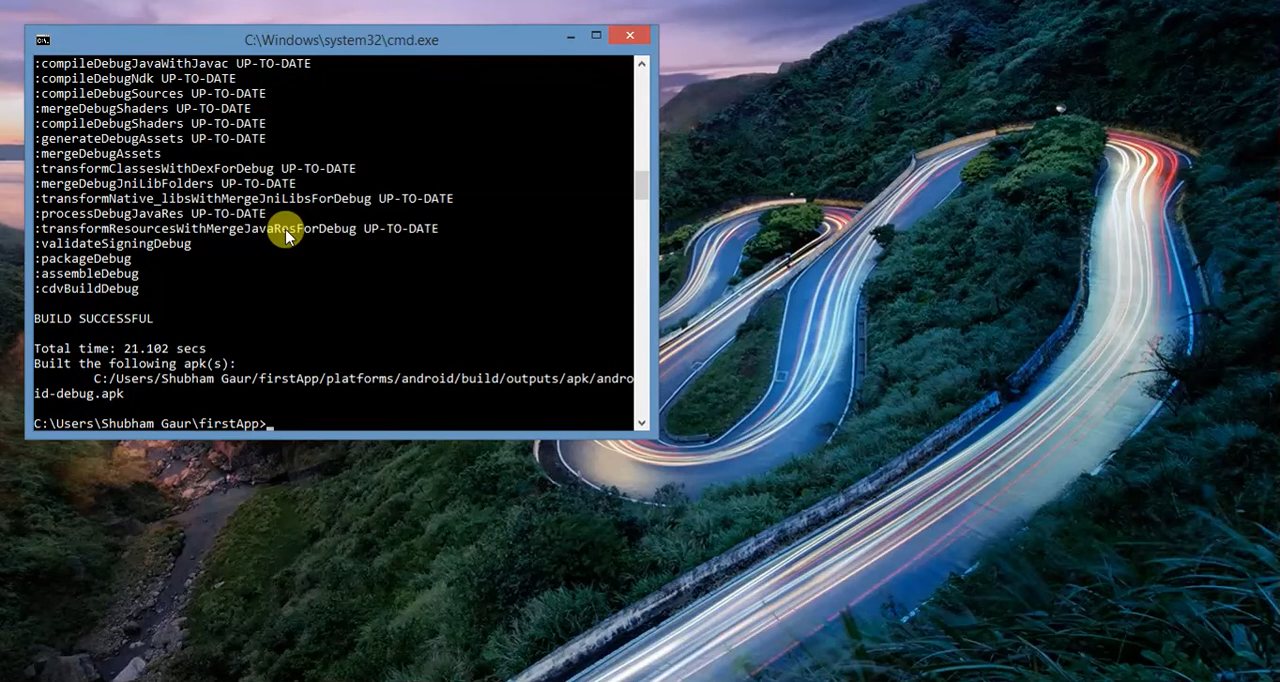 C:\Windows\system32\cmd.exe
:compileDebugJavaWithJavac UP-TO-DATE
:compileDebugNdk UP-TO-DATE
:compileDebugSources UP-TO-DATE
:mergeDebugShaders UP-TO-DATE
:compileDebugShaders UP-TO-DATE
:generateDebugAssets UP-TO-DATE
:mergeDebugAssets
:transformClassesWithDexForDebug UP-TO-DATE
:mergeDebugJniLibFolders UP-TO-DATE
:transformNative_libsWithMergeJniLibsForDebug UP-TO-DATE
:processDebugJavaRes UP-TO-DATE
:transformResourcesWithMergeJavaResForDebug UP-TO-DATE
:validateSigningDebug
:packageDebug
:assembleDebug
:cdvBuildDebug
BUILD SUCCESSFUL
Total time: 21.102 secs
Built the following apk(s):
C:/Users/Shubham Gaur/firstApp/platforms/android/build/outputs/apk/andro
id-debug.apk
C:\Users\Shubham Gaur\firstApp>_